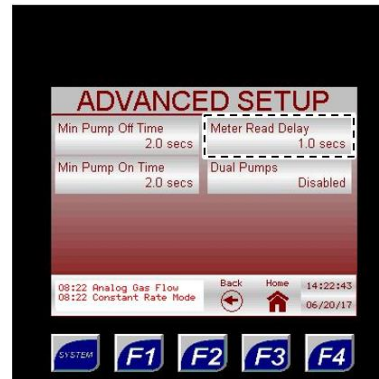 ADVANCED SETUP
Min Pump Off Time
2.0 secs
Meter Read Delay
1.0 secs
Min Pump On Time
2.0 secs
Dual Pumps
Disabled
08:22 Analog Gas Flow
08:22 Constant Rate Mode
Back
Home
14:22:43
06/20/17
SYSTEM
F1
F2
F3
F4